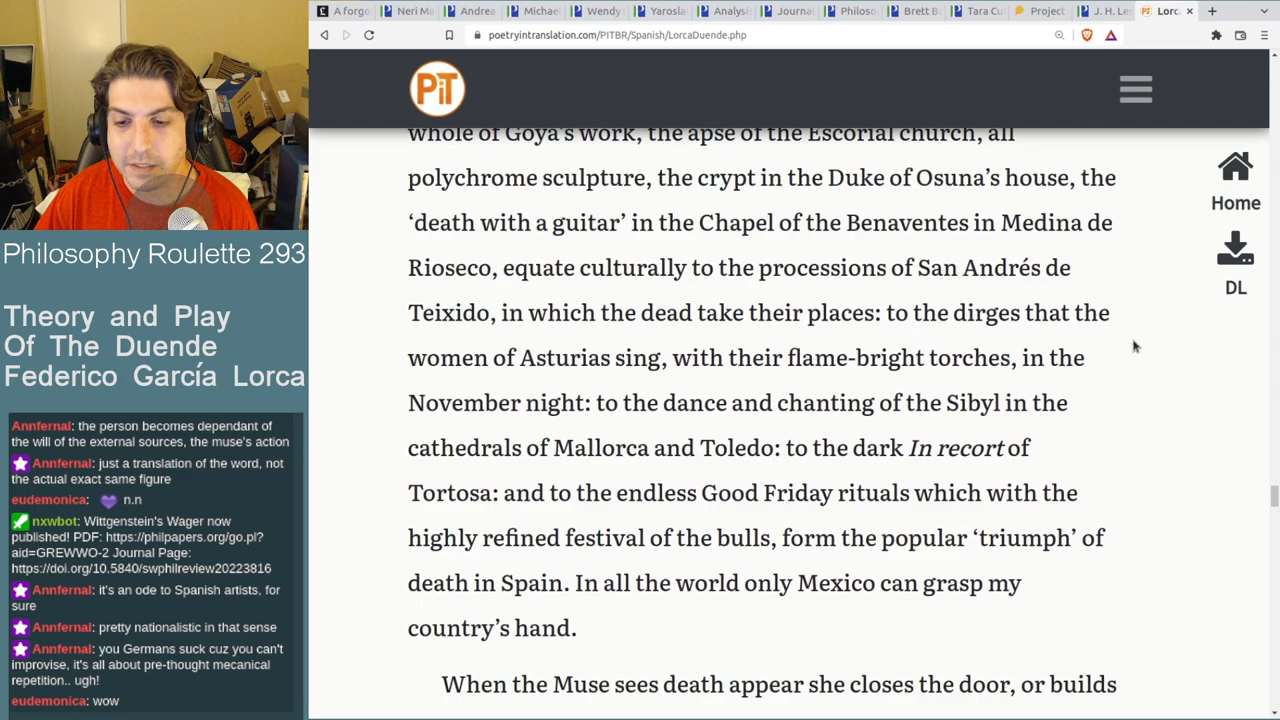 A forgo
Neri Ma
Andrea
Michael
Wendy
Yarosla
Analysi
Journal
Philoso
Brett Be
Tara Cu
Project
J. H. Le
Lorca
poetryintranslation.com/PITBR/Spanish/LorcaDuende.php
PiT
Home
DL
whole of Goya's work, the apse of the Escorial church, all
polychrome sculpture, the crypt in the Duke of Osuna's house, the
'death with a guitar' in the Chapel of the Benaventes in Medina de
Rioseco, equate culturally to the processions of San Andrés de
Teixido, in which the dead take their places: to the dirges that the
women of Asturias sing, with their flame-bright torches, in the
November night: to the dance and chanting of the Sibyl in the
cathedrals of Mallorca and Toledo: to the dark In recort of
Tortosa: and to the endless Good Friday rituals which with the
highly refined festival of the bulls, form the popular 'triumph' of
death in Spain. In all the world only Mexico can grasp my
country's hand.
When the Muse sees death appear she closes the door, or builds
Philosophy Roulette 293
Theory and Play
Of The Duende
Federico García Lorca
Annfernal: the person becomes dependant of
the will of the external sources, the muse's action
Annfernal: just a translation of the word, not
the actual exact same figure
eudemonica: n.n
nxwbot: Wittgenstein's Wager now
published! PDF: https://philpapers.org/go.pl?
aid=GREWWO-2 Journal Page:
https://doi.org/10.5840/swphilreview20223816
Annfernal: it's an ode to Spanish artists, for
sure
Annfernal: pretty nationalistic in that sense
Annfernal: you Germans suck cuz you can't
improvise, it's all about pre-thought mecanical
repetition.. ugh!
eudemonica: wow